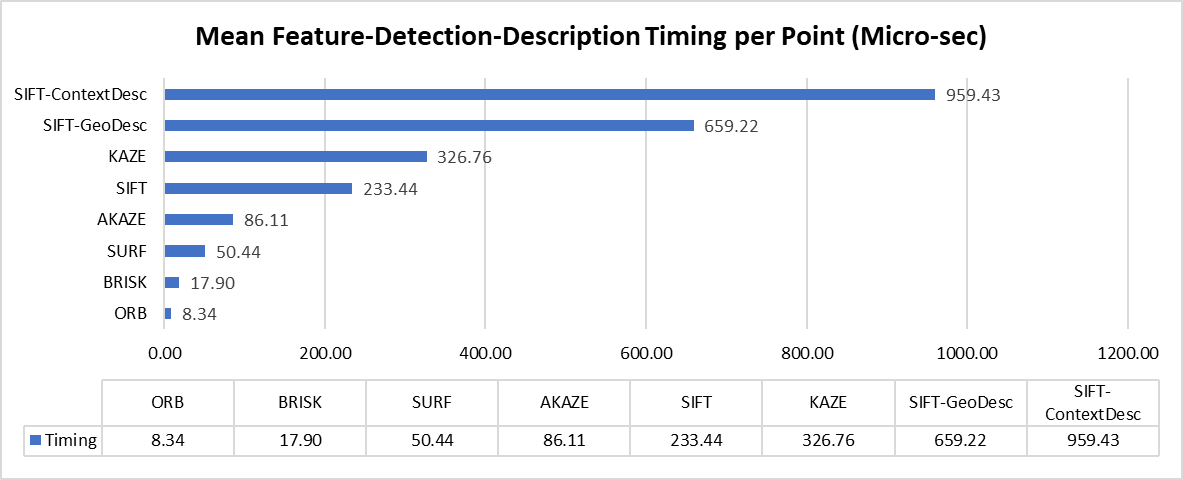 Mean Feature-Detection-Description Timing per Point (Micro-sec)
SIFT-ContextDesc 959.43
SIFT-GeoDesc 659.22
KAZE 326.76
SIFT 233.44
AKAZE 86.11
SURF 50.44
BRISK 17.90
ORB 8.34
0.00 200.00 400.00 600.00 800.00 1000.00 1200.00
ORB BRISK SURF AKAZE SIFT KAZE SIFT-GeoDesc SIFT-
ContextDesc
Timing 8.34 17.90 50.44 86.11 233.44 326.76 659.22 959.43